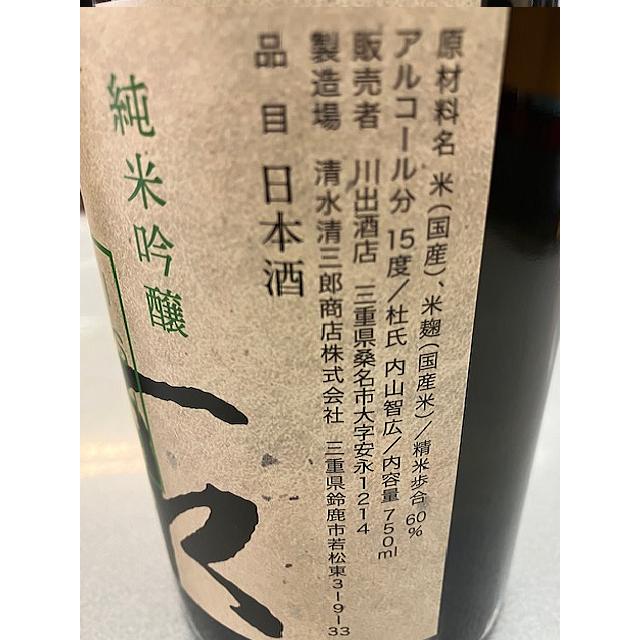 原材料名 米(国産)、米麹(国産米)/精米歩合 60%
アルコール分 15度/杜氏 内山智広/内容量 750ml
販売者 川出酒店 三重県桑名市大字安永1214
製造場 清水清三郎商店株式会社 三重県鈴鹿市若松東3-9-33
品目 日本酒
純米吟醸